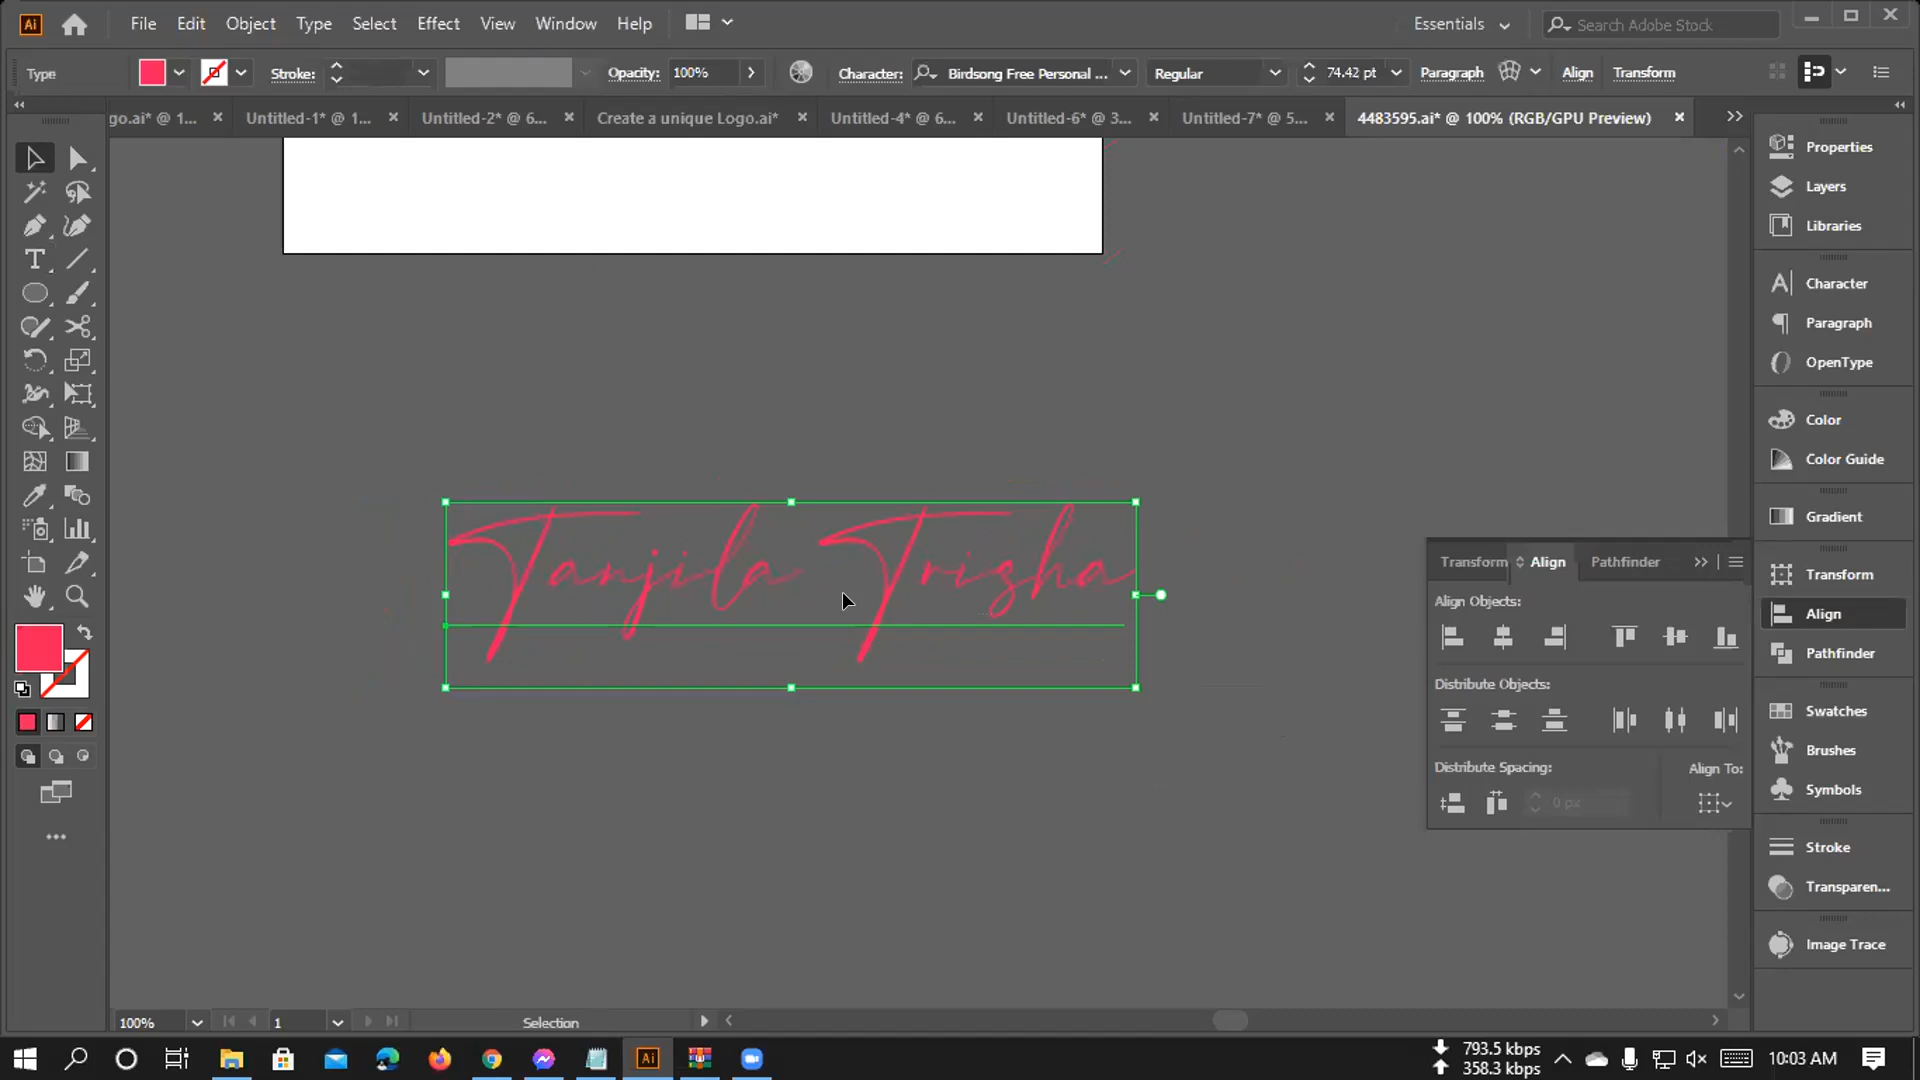 Ai File Edit Object Type Select Effect View Window Help Essentials Search Adobe Stock
Type Stroke: Opacity: 100% Character: Birdsong Free Personal ... Regular 74.42 pt Paragraph Align Transform
go.ai* @ 1... Untitled-1* @ 1... Untitled-2* @ 6... Create a unique Logo.ai* Untitled-4* @ 6... Untitled-6* @ 3... Untitled-7* @ 5... 4483595.ai* @ 100% (RGB/GPU Preview)
Properties
Layers
Libraries
Character
Paragraph
OpenType
Color
Color Guide
Gradient
Transform
Align
Pathfinder
Swatches
Brushes
Symbols
Stroke
Transparen...
Image Trace
Tanjila Trisha
Transform Align Pathfinder
Align Objects:
Distribute Objects:
Distribute Spacing: Align To:
0 px
100% 1 Selection
Ai 793.5 kbps
358.3 kbps
10:03 AM